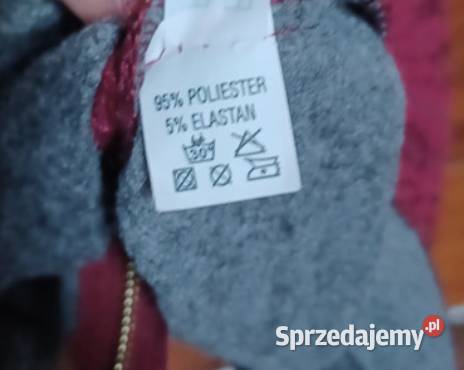 95% POLIESTER
5% ELASTAN
30°
Sprzedajemy.pl